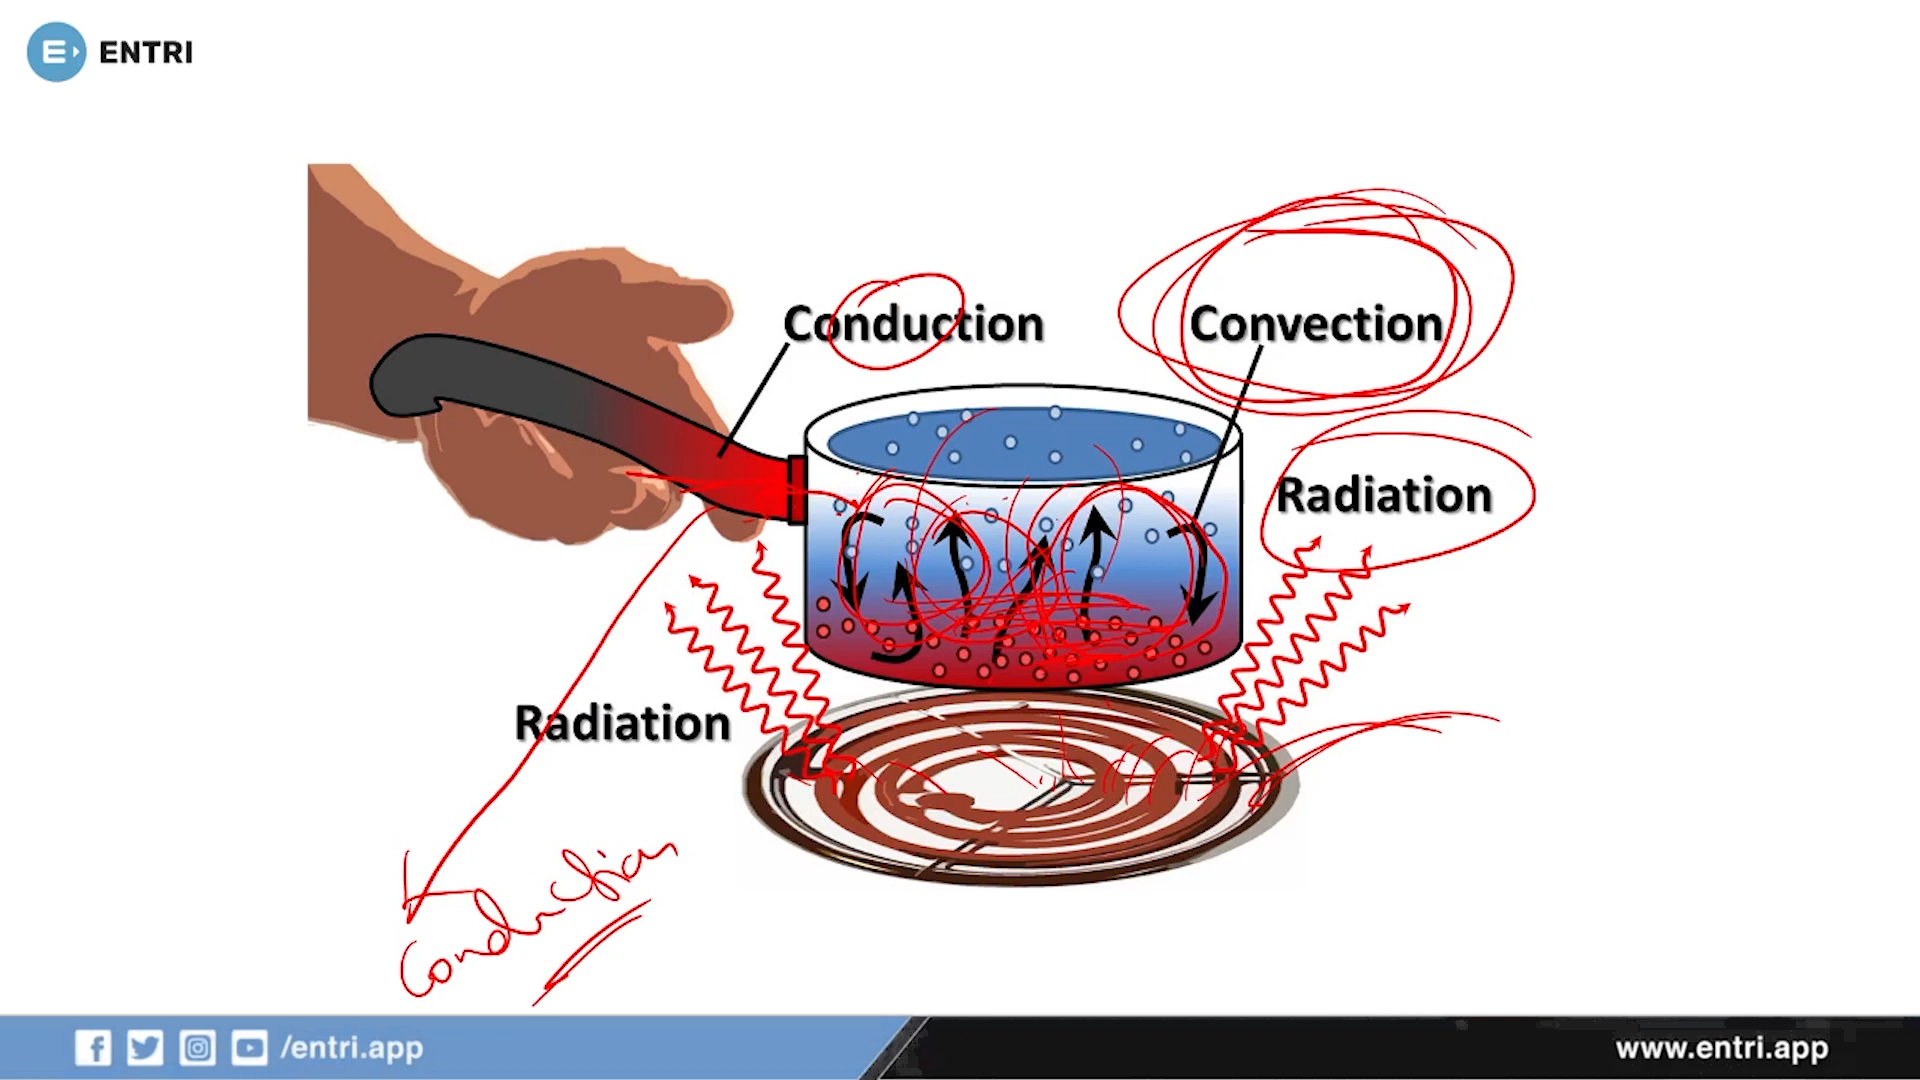 ENTRI
Conduction
Convection
Radiation
Radiation
Conduction
/entri.app
www.entri.app